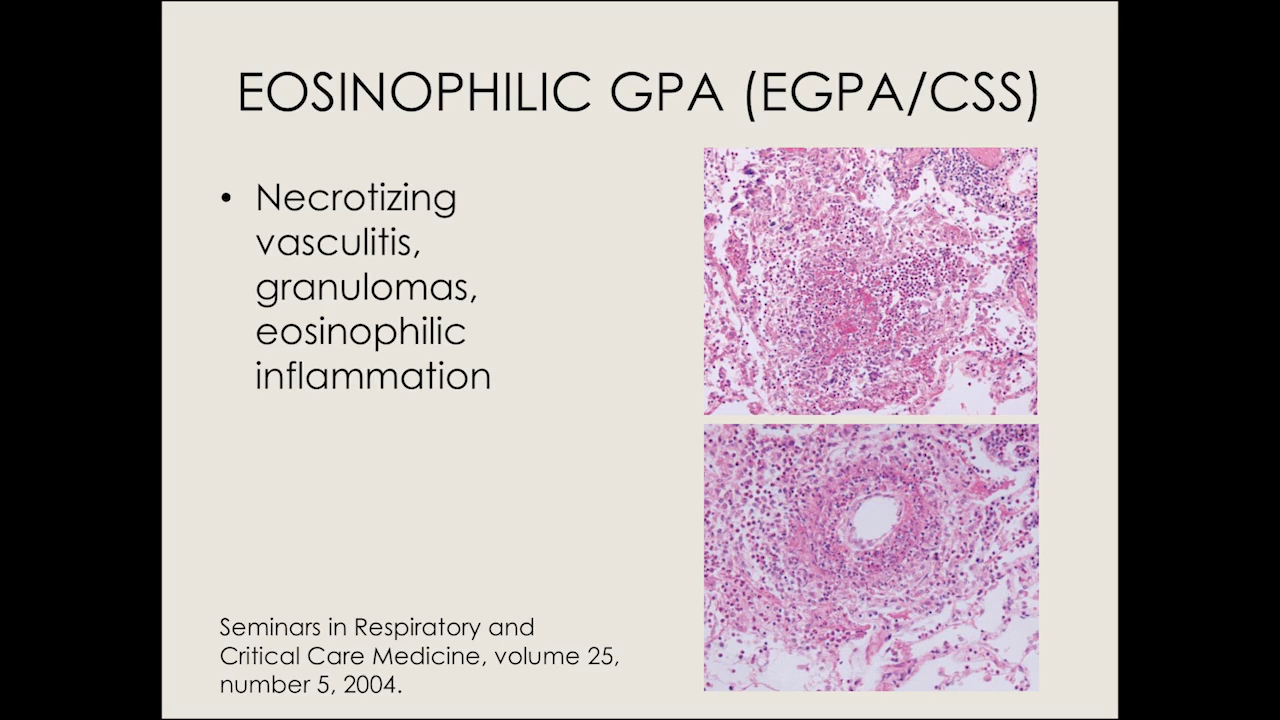 EOSINOPHILIC GPA (EGPA/CSS)
• Necrotizing
vasculitis,
granulomas,
eosinophilic
inflammation
Seminars in Respiratory and
Critical Care Medicine, volume 25,
number 5, 2004.